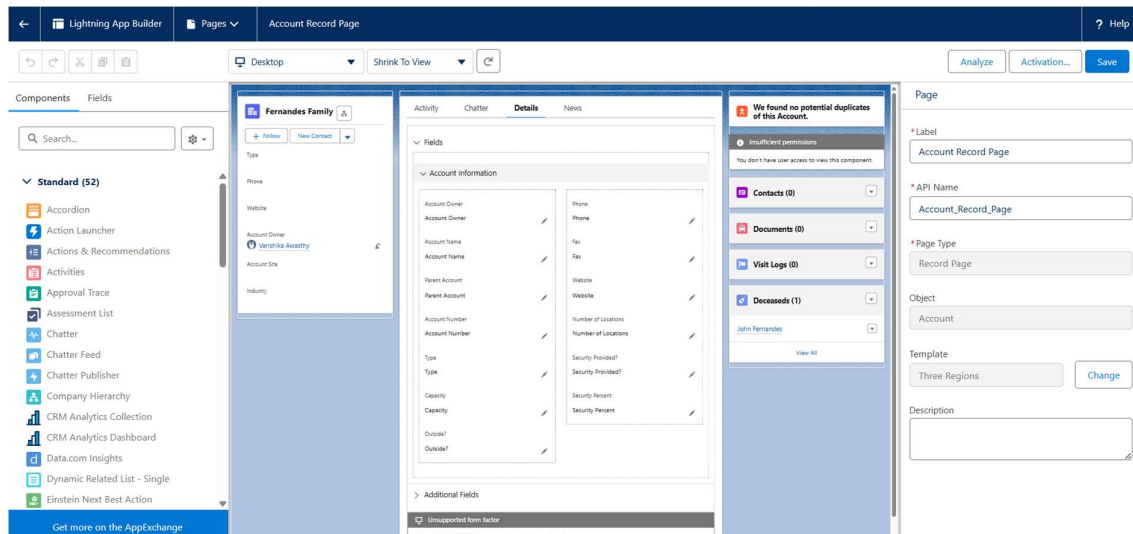 Lightning App Builder
Pages
Account Record Page
? Help
Desktop
Shrink To View
Analyze
Activation...
Save
Components
Fields
Search...
Standard (52)
Accordion
Action Launcher
Actions & Recommendations
Activities
Approval Trace
Assessment List
Chatter
Chatter Feed
Chatter Publisher
Company Hierarchy
CRM Analytics Collection
CRM Analytics Dashboard
Data.com Insights
Dynamic Related List - Single
Einstein Next Best Action
Get more on the AppExchange
Fernandes Family
+ Follow
New Contact
Type
Phone
Website
Account Owner
Vanshika Awasthy
Account Site
Industry
Activity
Chatter
Details
News
Fields
Account Information
Account Owner
Account Owner
Account Name
Account Name
Parent Account
Parent Account
Account Number
Account Number
Type
Type
Capacity
Capacity
Outside?
Outside?
Phone
Phone
Fax
Fax
Website
Website
Number of Locations
Number of Locations
Security Provided?
Security Provided?
Security Percent
Security Percent
Additional Fields
Unsupported form factor
We found no potential duplicates
of this Account.
Insufficient permissions
You don't have user access to view this component.
Contacts (0)
Documents (0)
Visit Logs (0)
Deceaseds (1)
John Fernandes
View All
Page
*Label
Account Record Page
*API Name
Account_Record_Page
*Page Type
Record Page
Object
Account
Template
Three Regions
Change
Description